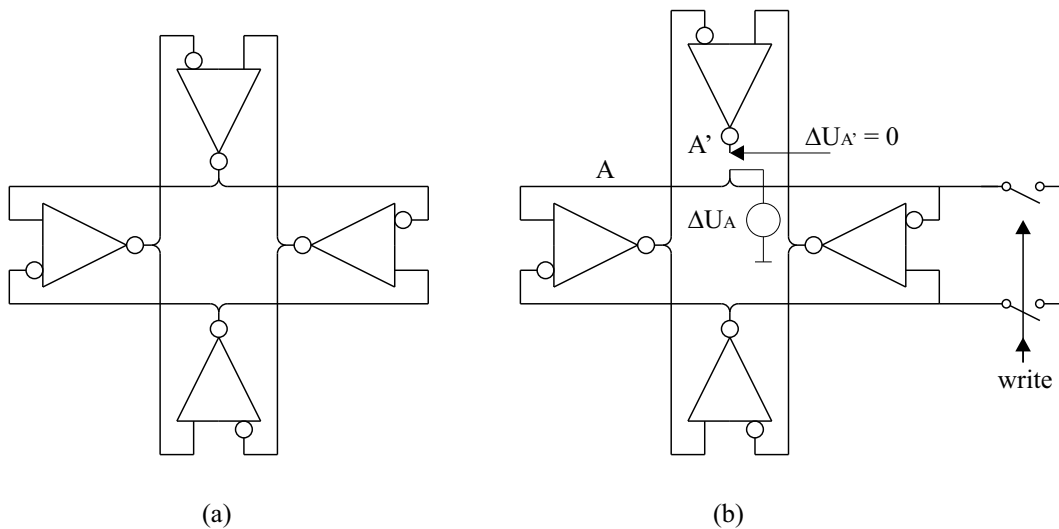 A’
ΔUA’ = 0
A
ΔUA
write
(a)
(b)